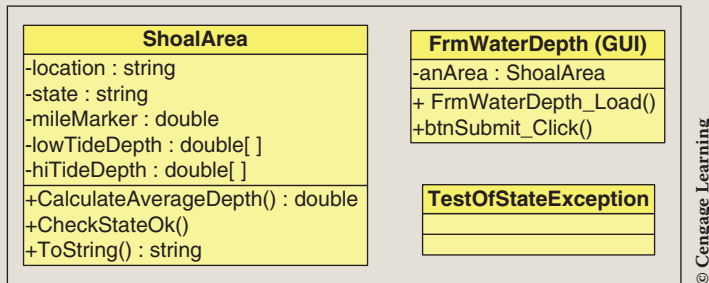 ShoalArea
-location : string
-state : string
-mileMarker : double
-lowTideDepth : double[ ]
-hiTideDepth : double[ ]
+CalculateAverageDepth() : double
+CheckStateOk()
+ToString() : string
FrmWaterDepth (GUI)
-anArea : ShoalArea
+ FrmWaterDepth_Load()
+btnSubmit_Click()
TestOfStateException
© Cengage Learning